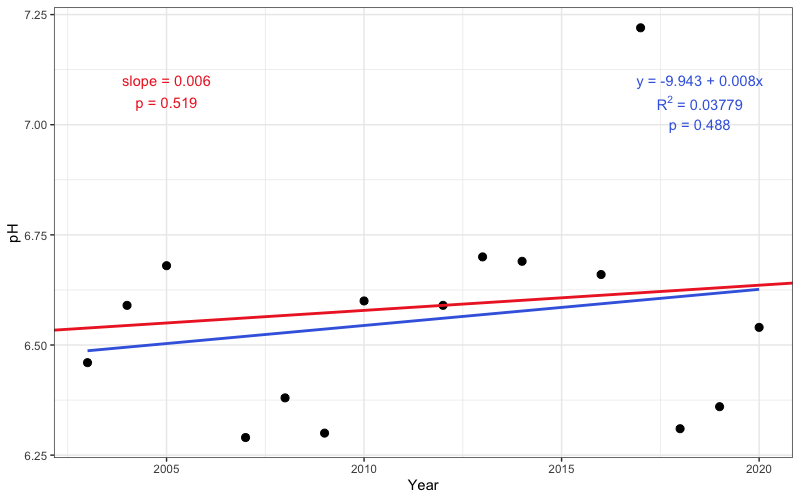 7.25
7.00
6.75
6.50
6.25
pH
slope = 0.006
p = 0.519
y = -9.943 + 0.008x
R² = 0.03779
p = 0.488
2005
2010
2015
2020
Year